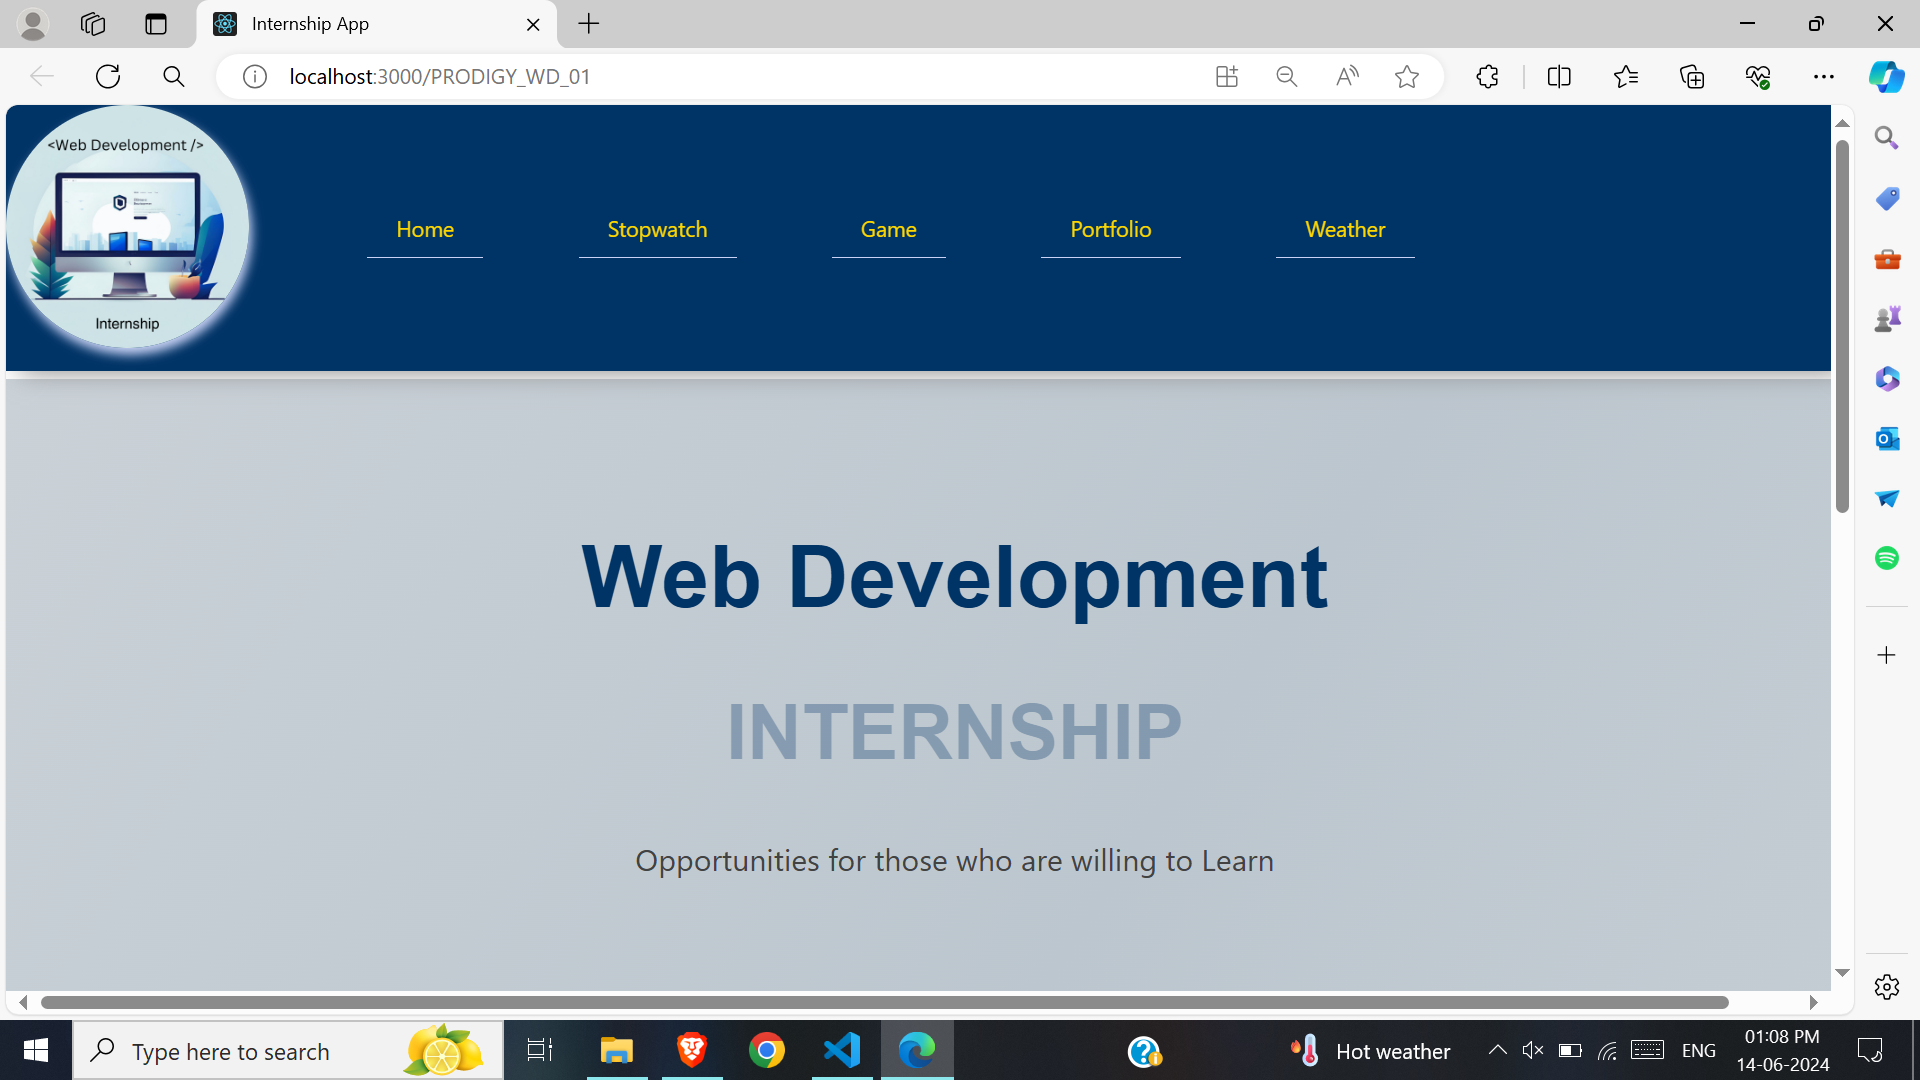 Internship App
localhost:3000/PRODIGY_WD_01
<Web Development />
Internship
Home
Stopwatch
Game
Portfolio
Weather
Web Development
INTERNSHIP
Opportunities for those who are willing to Learn
Type here to search
Hot weather
ENG
01:08 PM
14-06-2024